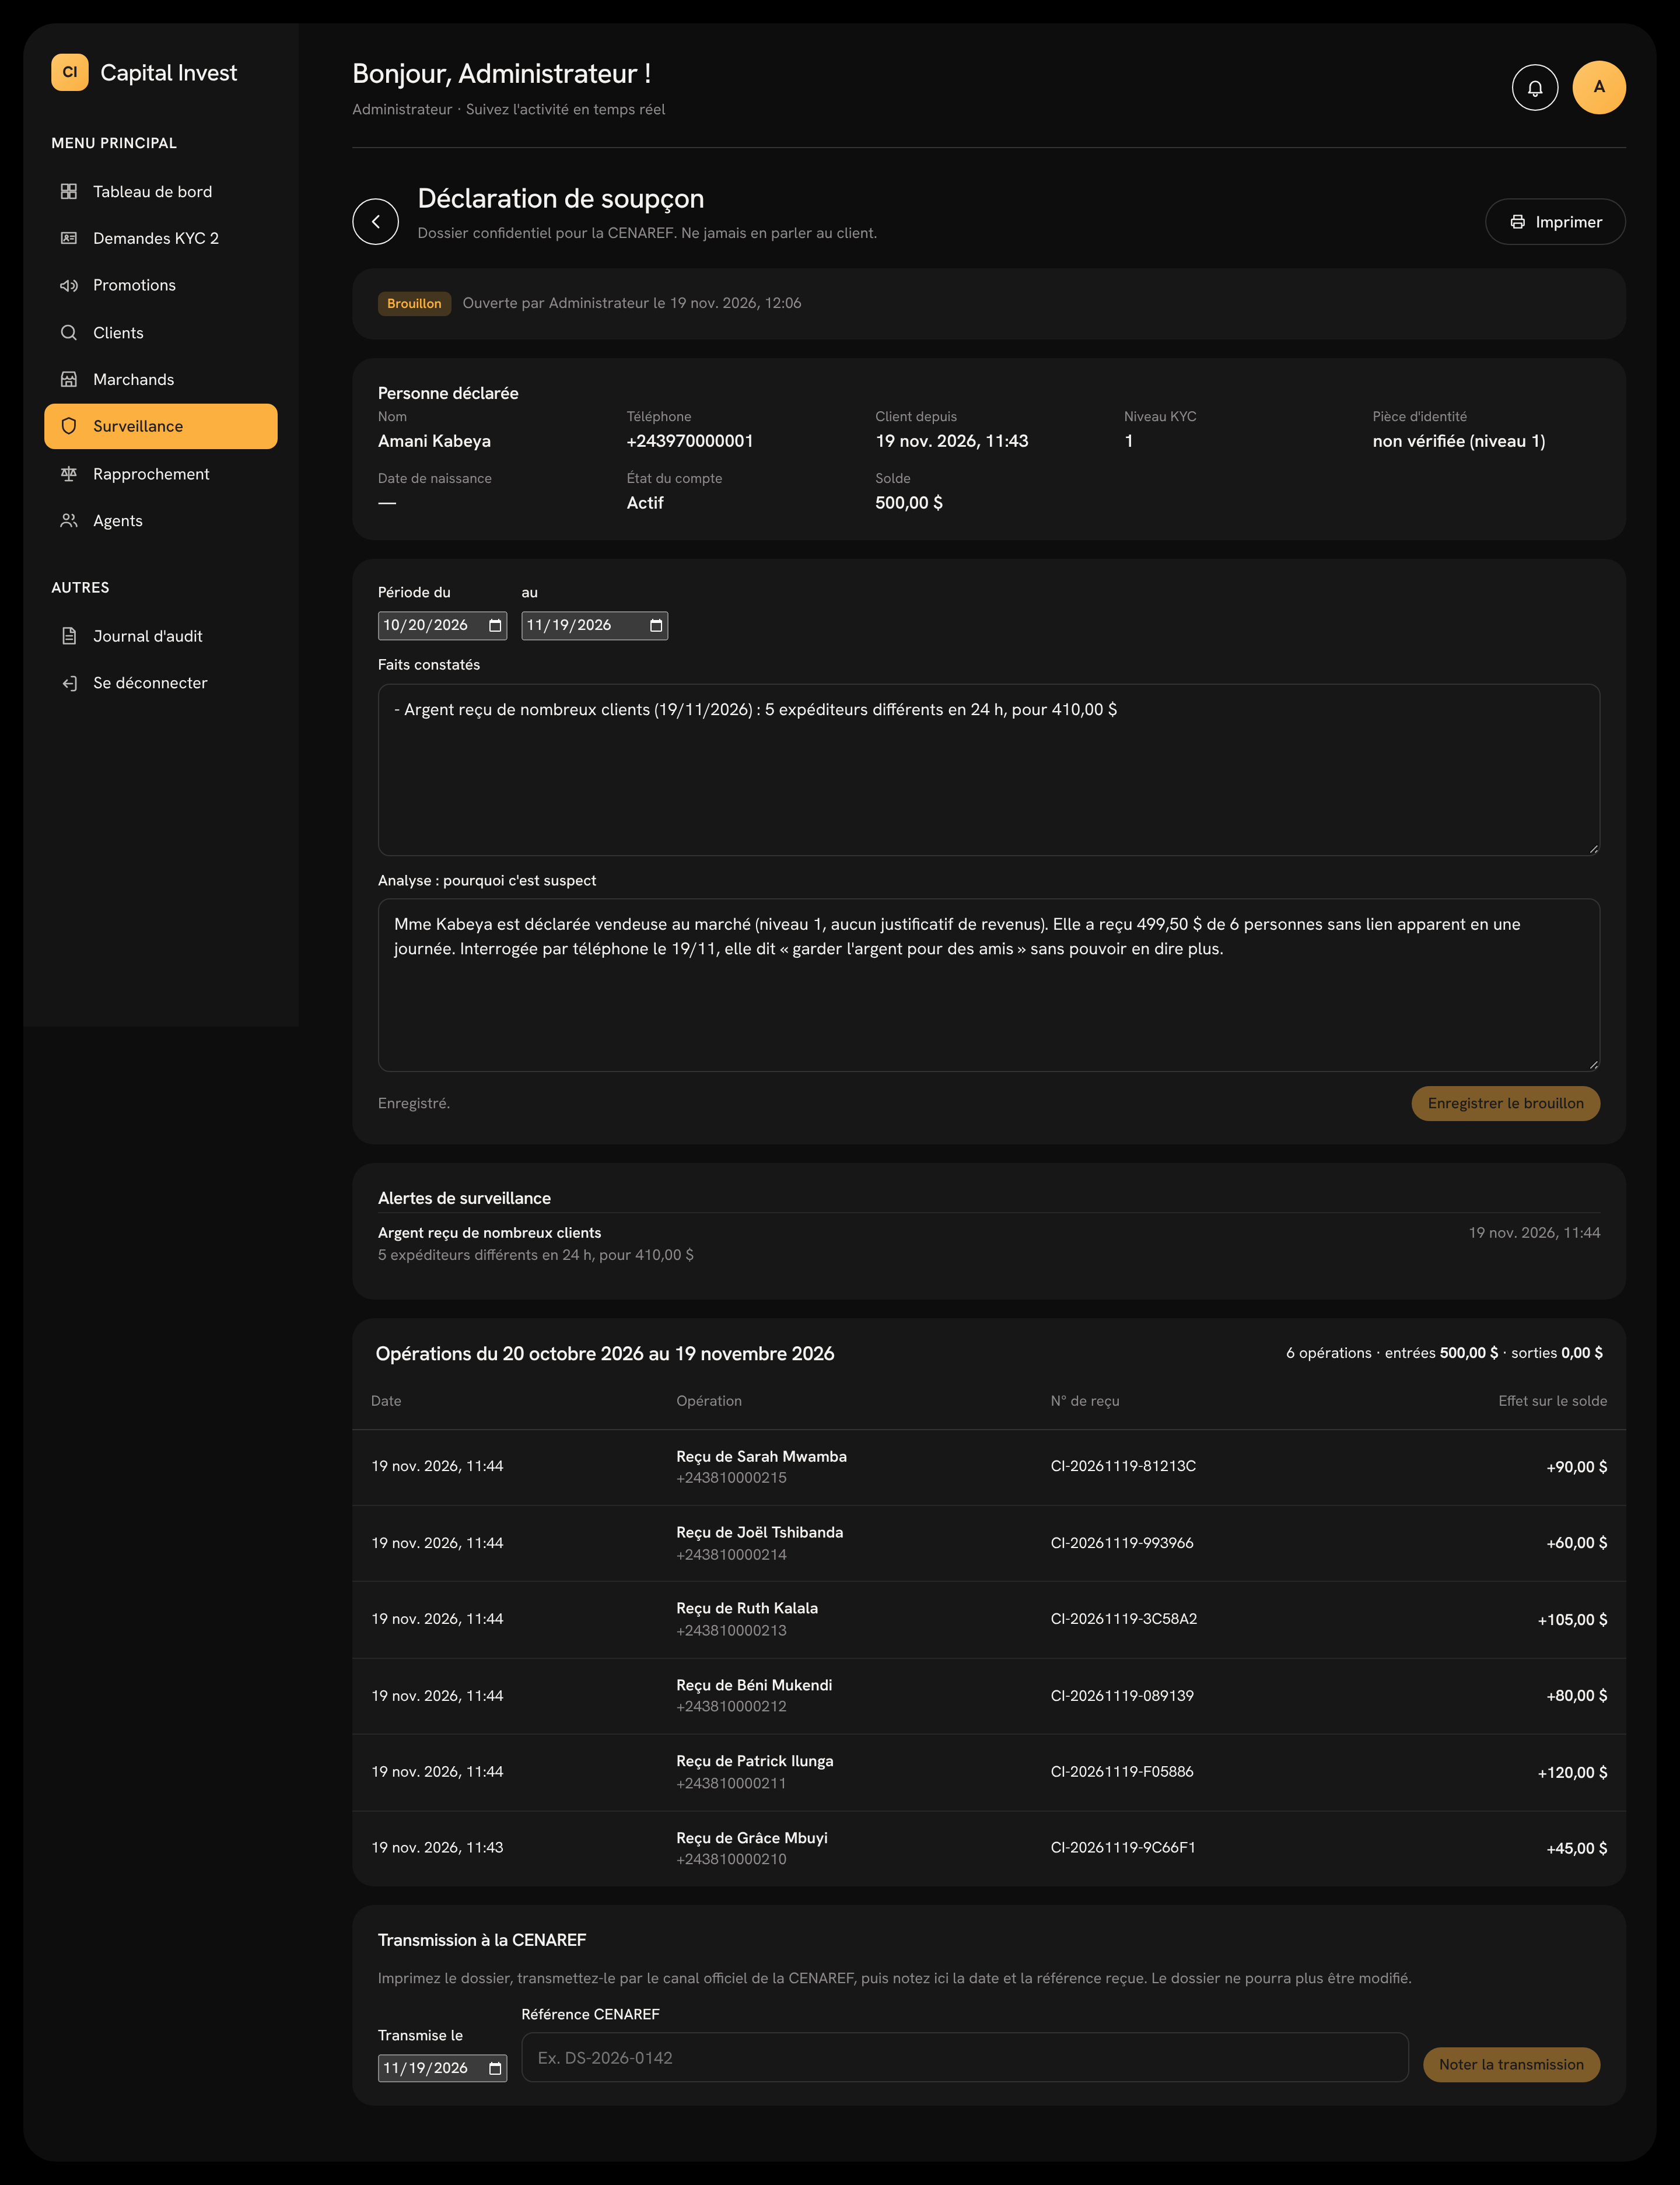 CI Capital Invest
MENU PRINCIPAL
Tableau de bord
Demandes KYC 2
Promotions
Clients
Marchands
Surveillance
Rapprochement
Agents
AUTRES
Journal d'audit
Se déconnecter
Bonjour, Administrateur !
Administrateur · Suivez l'activité en temps réel
A
Déclaration de soupçon
Dossier confidentiel pour la CENAREF. Ne jamais en parler au client.
Imprimer
Brouillon Ouverte par Administrateur le 19 nov. 2026, 12:06
Personne déclarée
Nom Téléphone Client depuis Niveau KYC Pièce d'identité
Amani Kabeya +243970000001 19 nov. 2026, 11:43 1 non vérifiée (niveau 1)
Date de naissance État du compte Solde
— Actif 500,00 $
Période du au
10/20/2026 11/19/2026
Faits constatés
- Argent reçu de nombreux clients (19/11/2026) : 5 expéditeurs différents en 24 h, pour 410,00 $
Analyse : pourquoi c'est suspect
Mme Kabeya est déclarée vendeuse au marché (niveau 1, aucun justificatif de revenus). Elle a reçu 499,50 $ de 6 personnes sans lien apparent en une
journée. Interrogée par téléphone le 19/11, elle dit « garder l'argent pour des amis » sans pouvoir en dire plus.
Enregistré. Enregistrer le brouillon
Alertes de surveillance
Argent reçu de nombreux clients 19 nov. 2026, 11:44
5 expéditeurs différents en 24 h, pour 410,00 $
Opérations du 20 octobre 2026 au 19 novembre 2026 6 opérations · entrées 500,00 $ · sorties 0,00 $
Date Opération N° de reçu Effet sur le solde
19 nov. 2026, 11:44 Reçu de Sarah Mwamba CI-20261119-81213C +90,00 $
+243810000215
19 nov. 2026, 11:44 Reçu de Joël Tshibanda CI-20261119-993966 +60,00 $
+243810000214
19 nov. 2026, 11:44 Reçu de Ruth Kalala CI-20261119-3C58A2 +105,00 $
+243810000213
19 nov. 2026, 11:44 Reçu de Béni Mukendi CI-20261119-089139 +80,00 $
+243810000212
19 nov. 2026, 11:44 Reçu de Patrick Ilunga CI-20261119-F05886 +120,00 $
+243810000211
19 nov. 2026, 11:43 Reçu de Grâce Mbuyi CI-20261119-9C66F1 +45,00 $
+243810000210
Transmission à la CENAREF
Imprimez le dossier, transmettez-le par le canal officiel de la CENAREF, puis notez ici la date et la référence reçue. Le dossier ne pourra plus être modifié.
Référence CENAREF
Transmise le
11/19/2026 Ex. DS-2026-0142 Noter la transmission